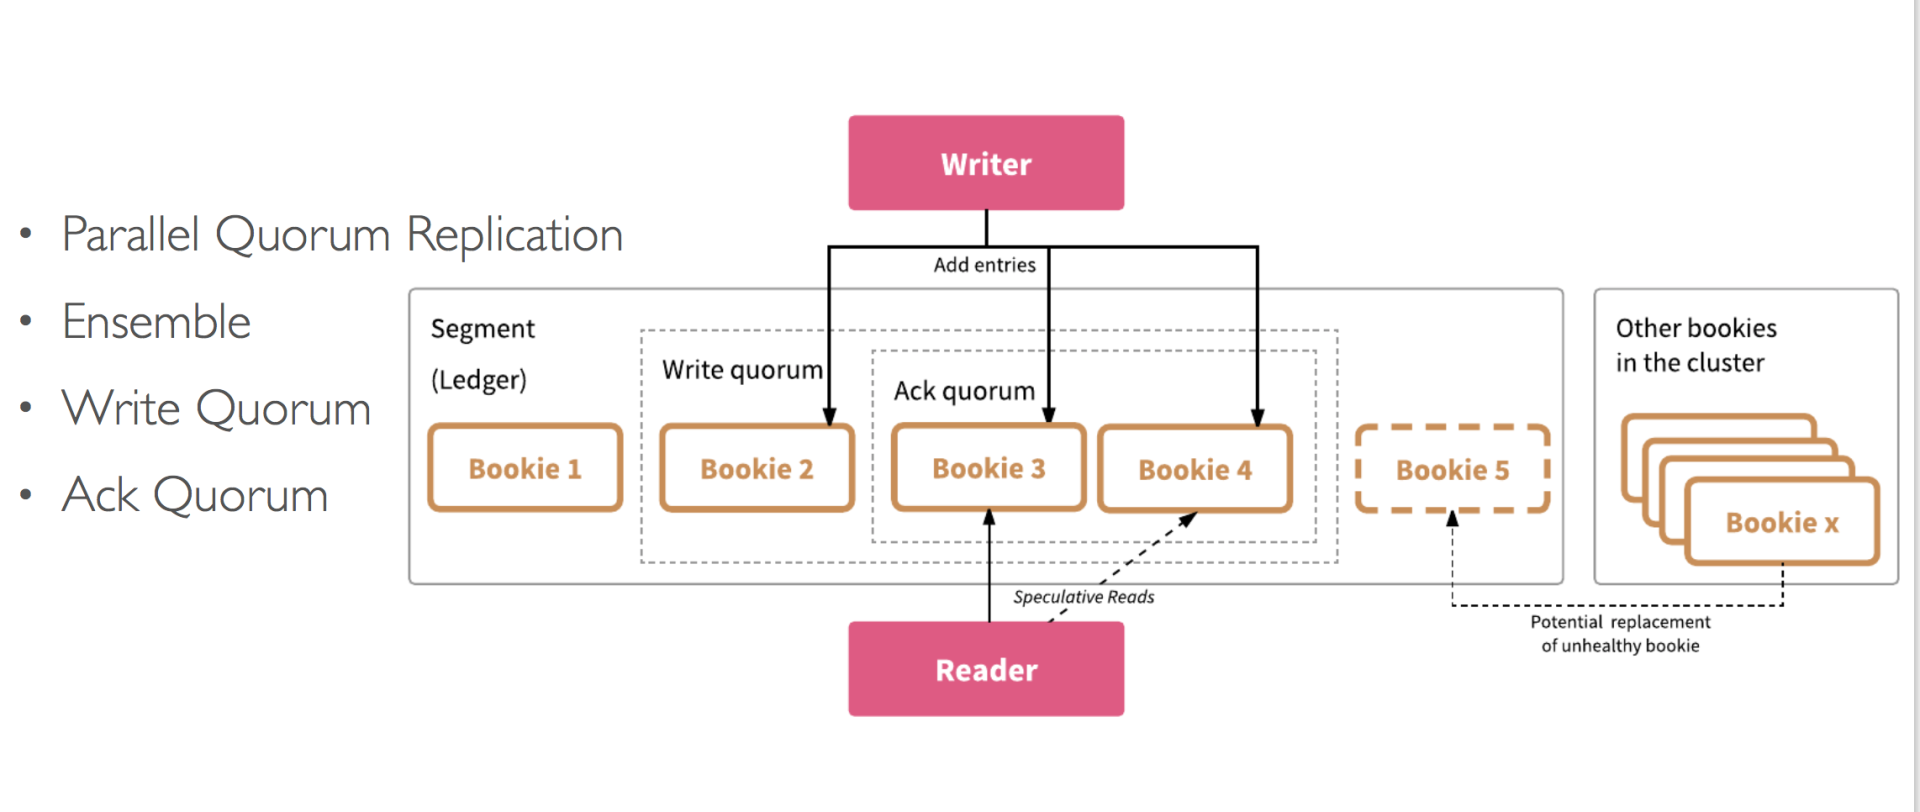 • Parallel Quorum Replication
• Ensemble
• Write Quorum
• Ack Quorum
Writer
Add entries
Segment
(Ledger)
Write quorum
Ack quorum
Bookie 1
Bookie 2
Bookie 3
Bookie 4
Bookie 5
Other bookies
in the cluster
Bookie x
Speculative Reads
Reader
Potential replacement
of unhealthy bookie